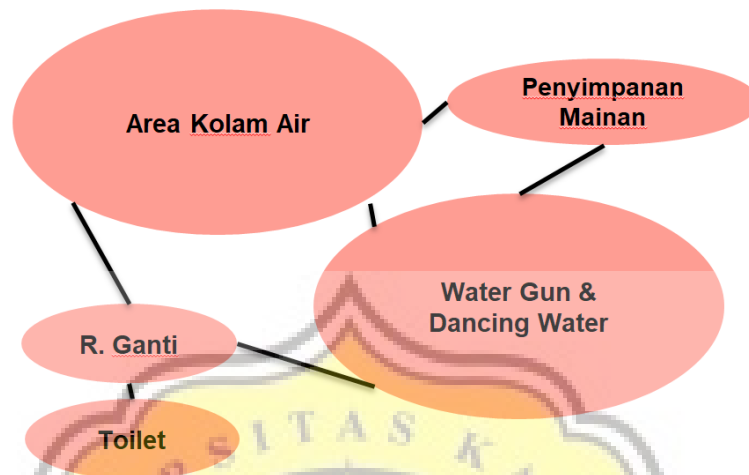 Area Kolam Air
Penyimpanan
Mainan
Water Gun &
Dancing Water
R. Ganti
Toilet
SITAS K